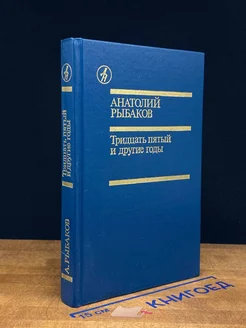 АНАТОЛИЙ
РЫБАКОВ
Тридцать пятый
и другие годы
Тридцать пятый
и другие годы
А. РЫБАКОВ
15 см
КНИГОЕД